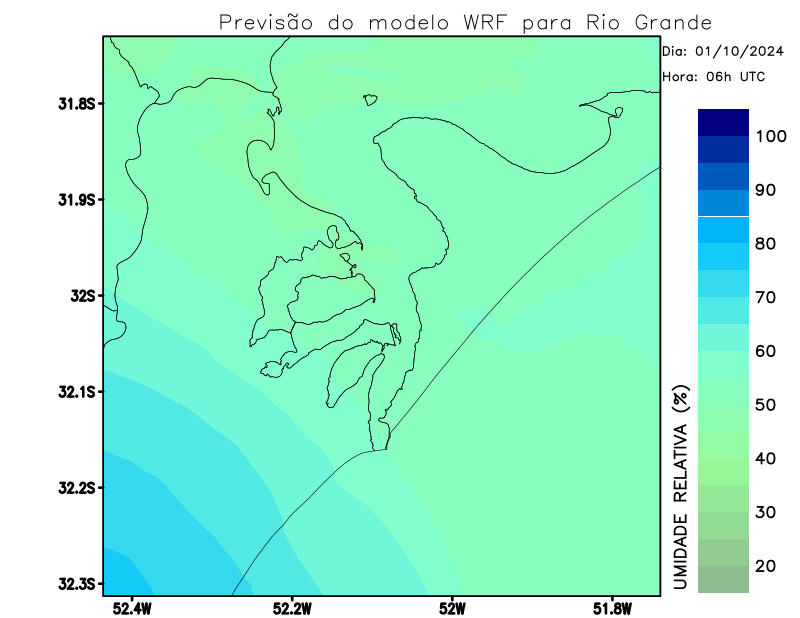 Previsão do modelo WRF para Rio Grande
Dia: 01/10/2024
Hora: 06h UTC
31.8S
31.9S
32S
32.1S
32.2S
32.3S
52.4W
52.2W
52W
51.8W
UMIDADE RELATIVA (%)
100
90
80
70
60
50
40
30
20